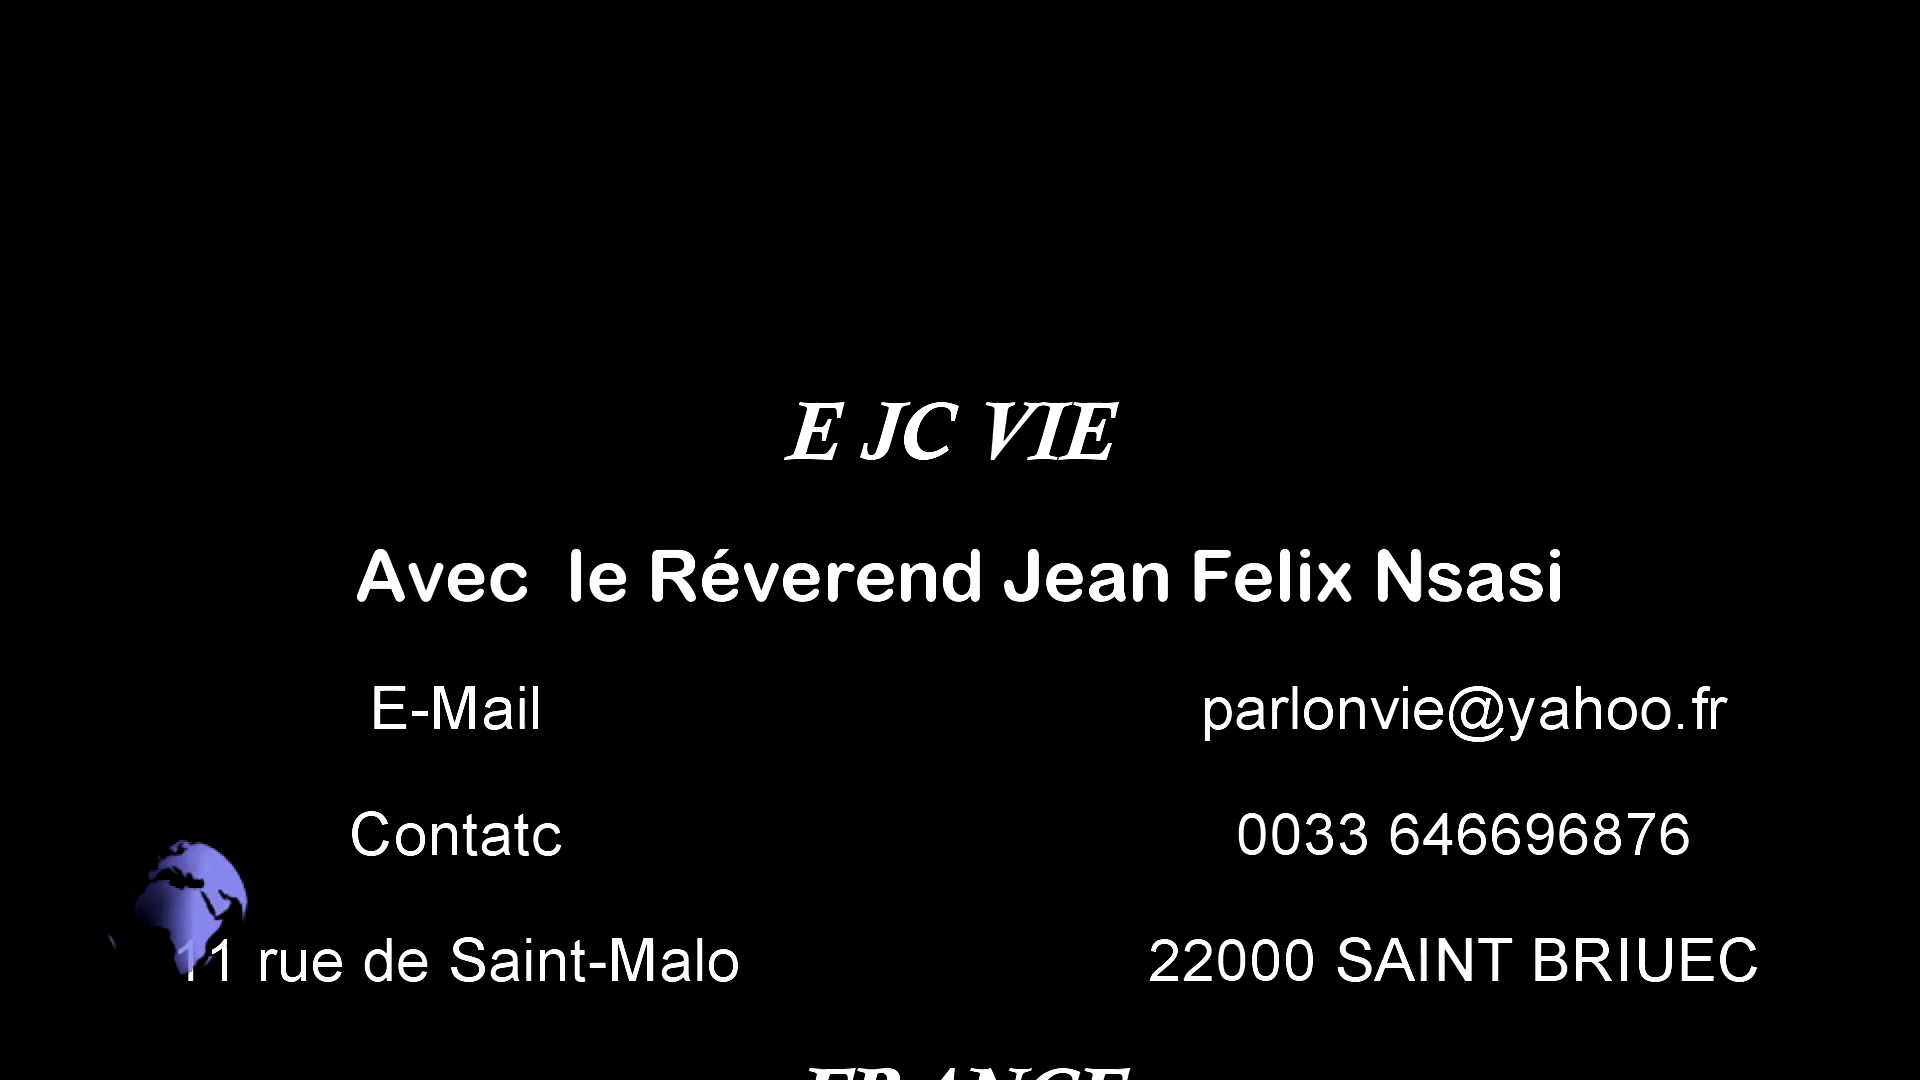 E JC VIE
Avec le Réverend Jean Felix Nsasi
E-Mail parlonvie@yahoo.fr
Contatc 0033 646696876
11 rue de Saint-Malo 22000 SAINT BRIUEC
FRANCE